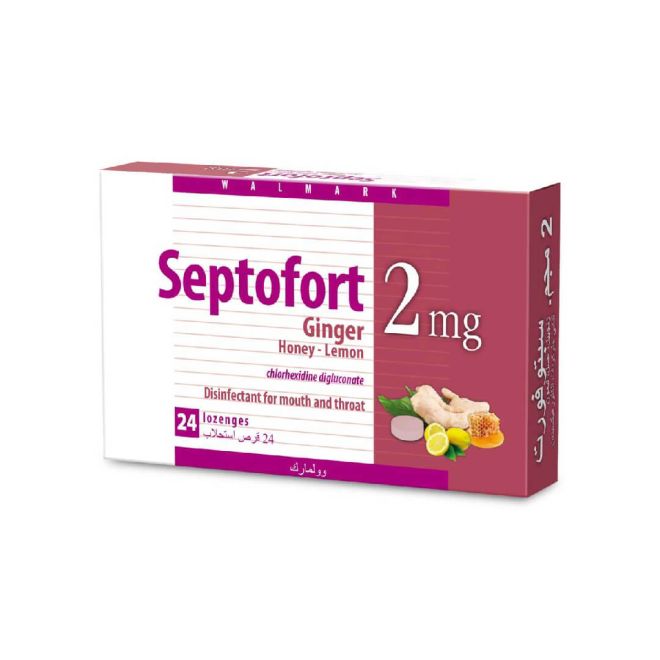 WALMARK
Septofort
2 mg
Ginger
Honey - Lemon
chlorhexidine digluconate
Disinfectant for mouth and throat
24 lozenges
24 قرص استحلاب
وولمارك
سبتوفورت 2 مجم.